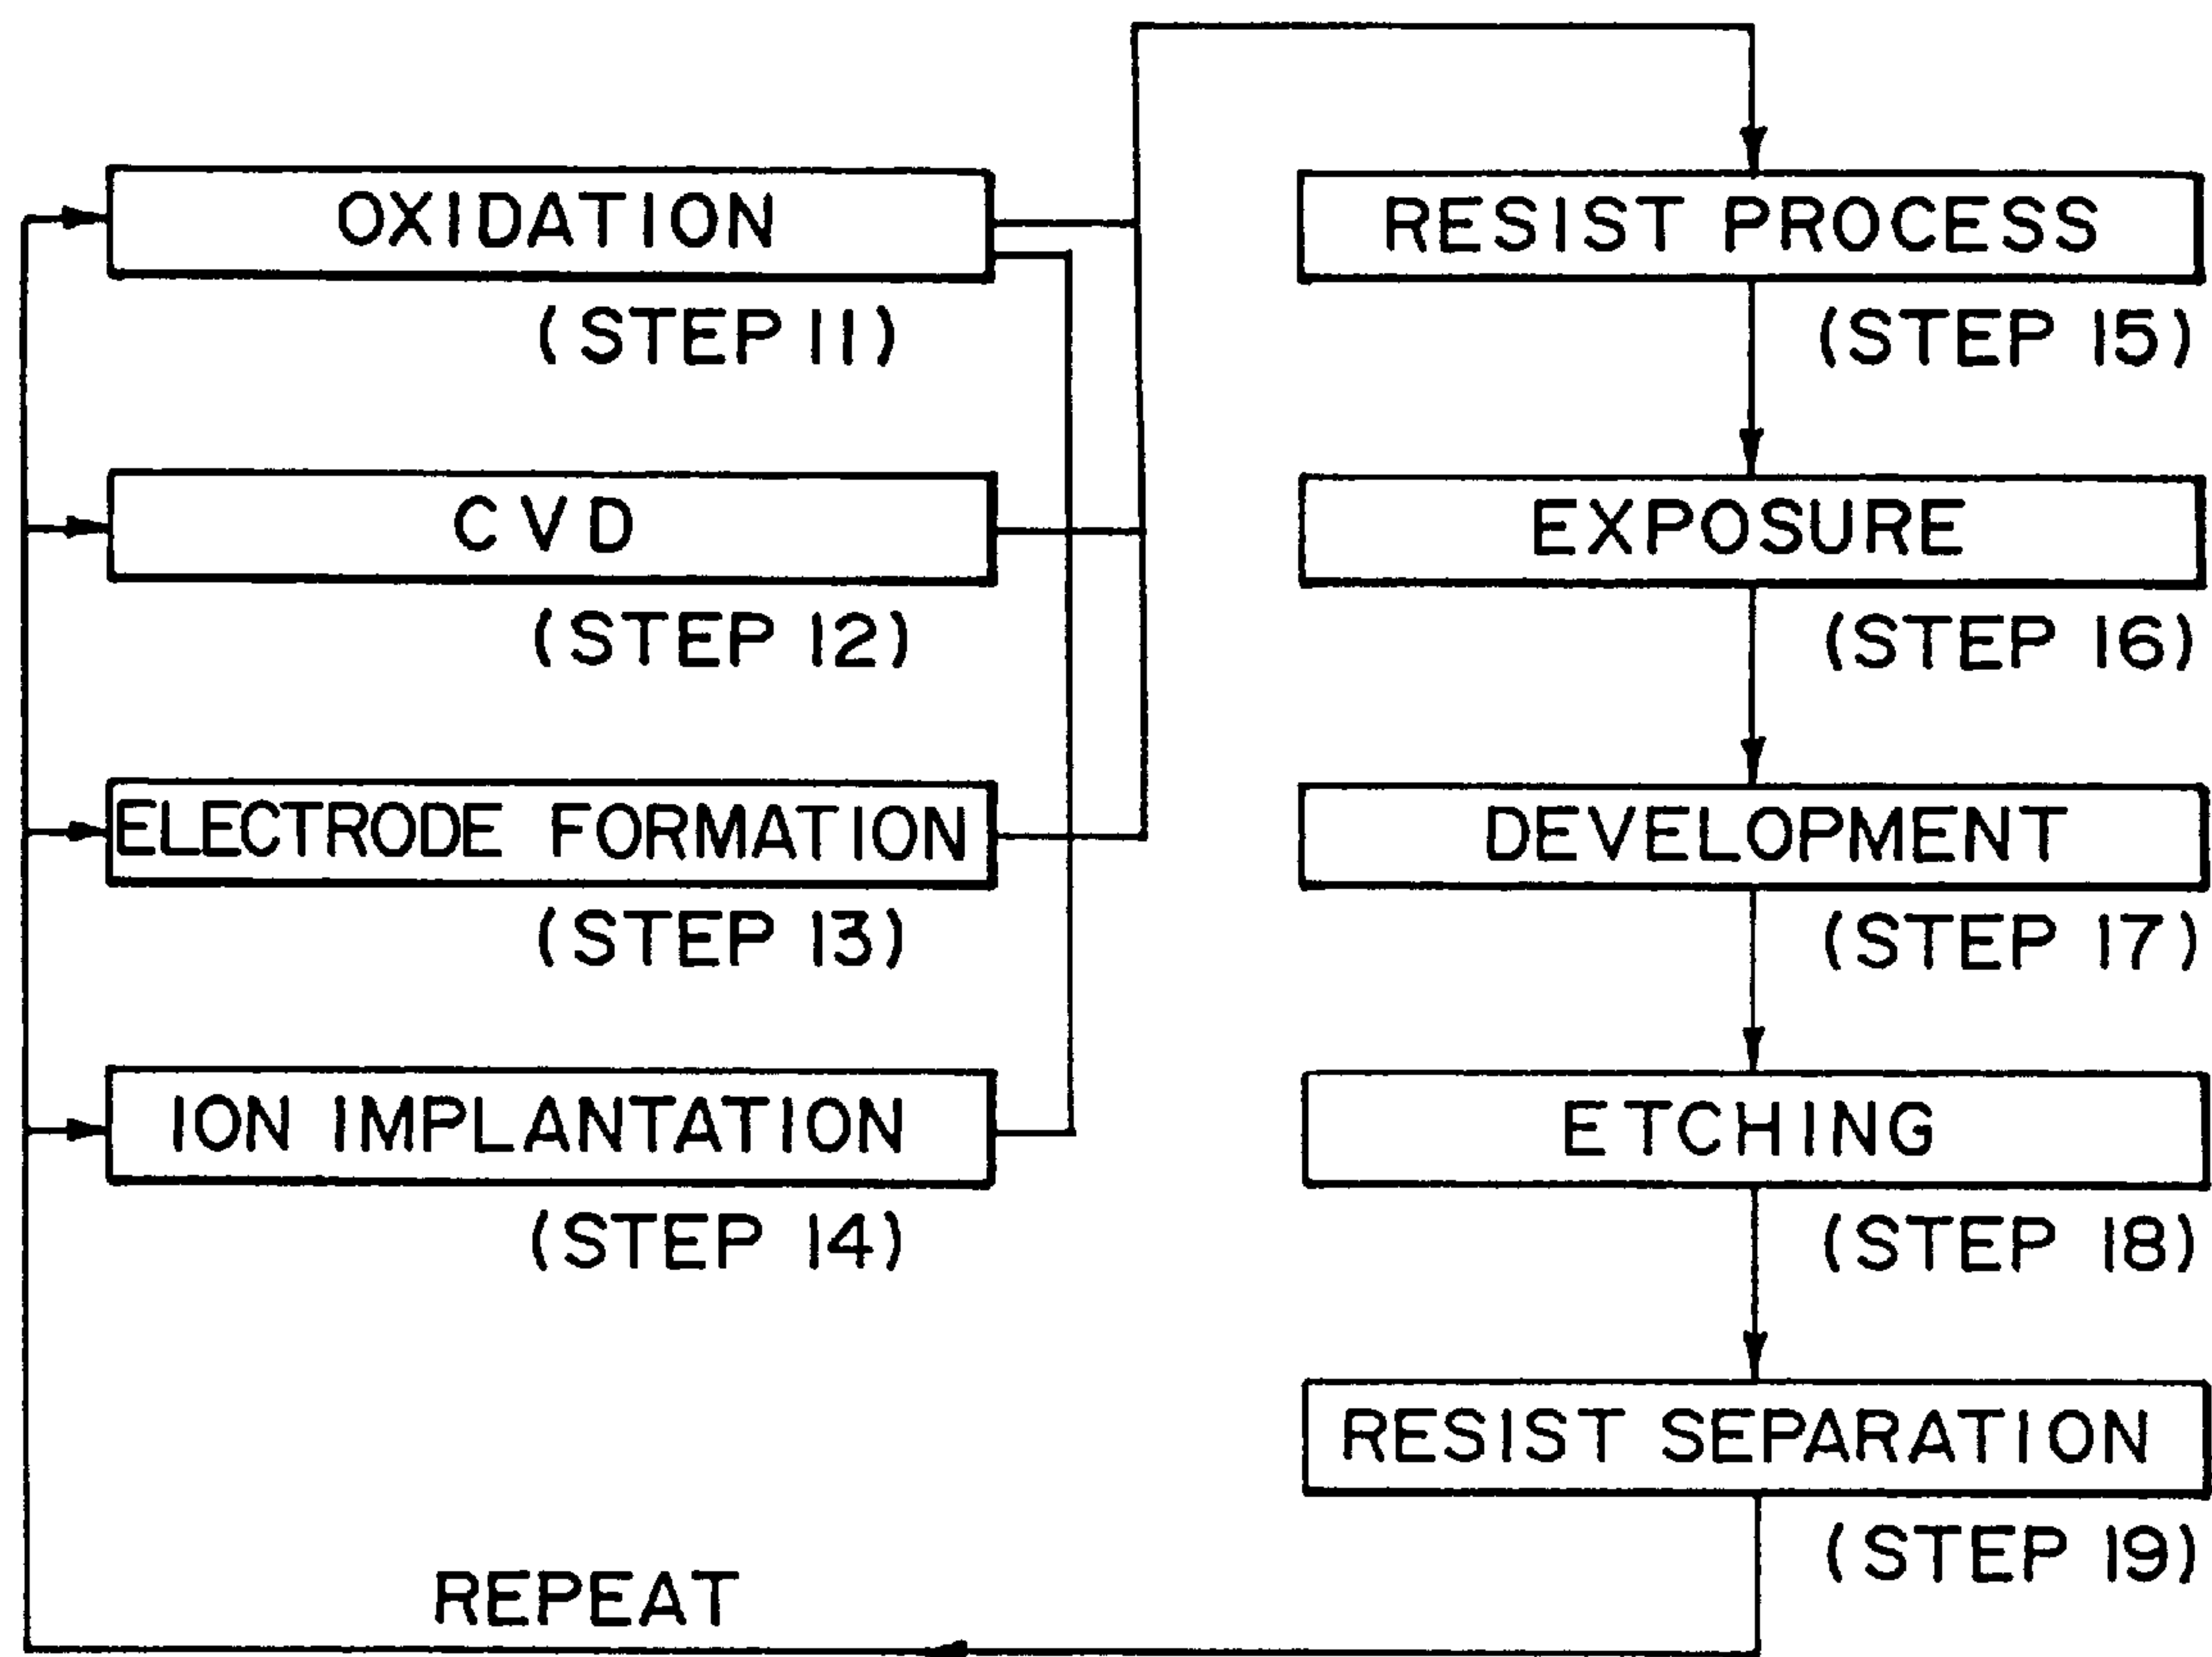 OXIDATION
(STEP 11)
CVD
(STEP 12)
ELECTRODE FORMATION
(STEP 13)
ION IMPLANTATION
(STEP 14)
RESIST PROCESS
(STEP 15)
EXPOSURE
(STEP 16)
DEVELOPMENT
(STEP 17)
ETCHING
(STEP 18)
RESIST SEPARATION
(STEP 19)
REPEAT